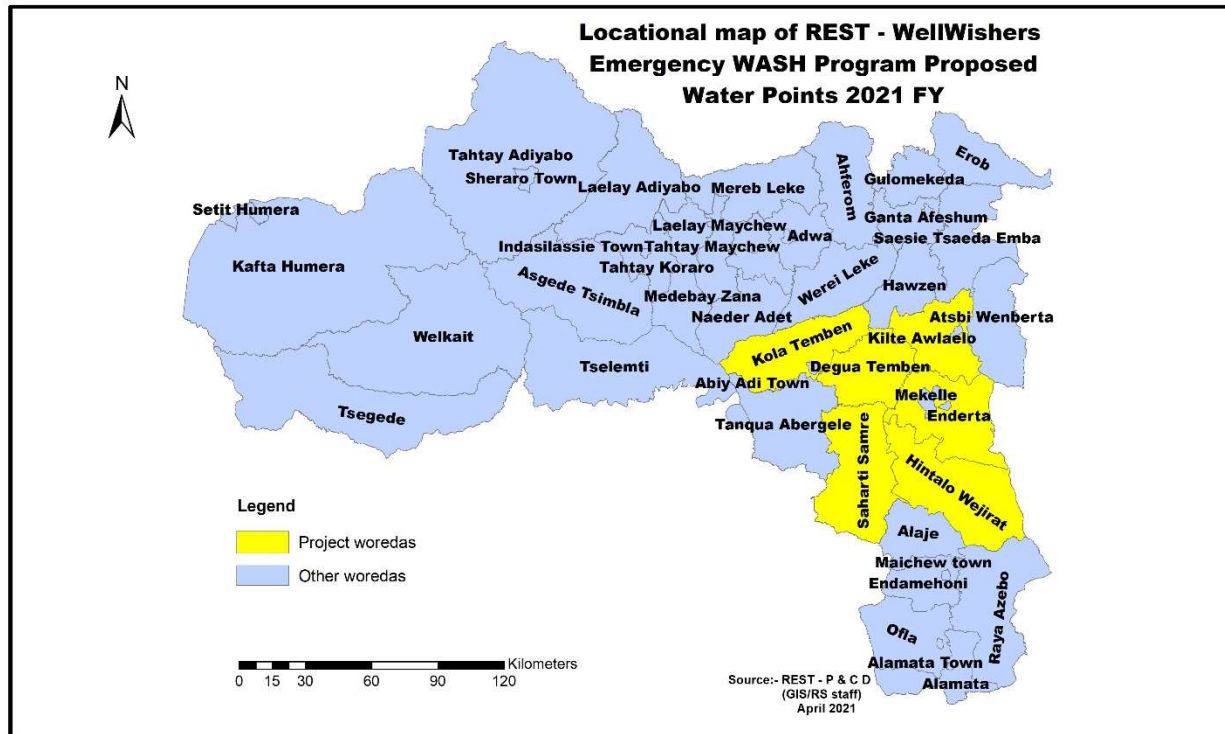 Locational map of REST - WellWishers
Emergency WASH Program Proposed
Water Points 2021 FY
N
Tahtay Adiyabo
Sheraro Town
Laelay Adiyabo
Mereb Leke
Ahferom
Gulomekeda
Erob
Setit Humera
Kafta Humera
Laelay Maychew
Adwa
Ganta Afeshum
Saesie Tsaeda Emba
Indasilassie Town
Tahtay Maychew
Tahtay Koraro
Asgede Tsimbla
Medebay Zana
Werei Leke
Hawzen
Naeder Adet
Atsbi Wenberta
Welkait
Kola Temben
Kilte Awlaelo
Tselemti
Degua Temben
Abiy Adi Town
Mekelle
Enderta
Tsegede
Tanqua Abergele
Saharti Samre
Hintalo Wejirat
Alaje
Maichew town
Endamehoni
Raya Azebo
Ofla
Alamata Town
Alamata
Legend
Project woredas
Other woredas
Kilometers
0 15 30 60 90 120
Source:- REST - P & C D
(GIS/RS staff)
April 2021